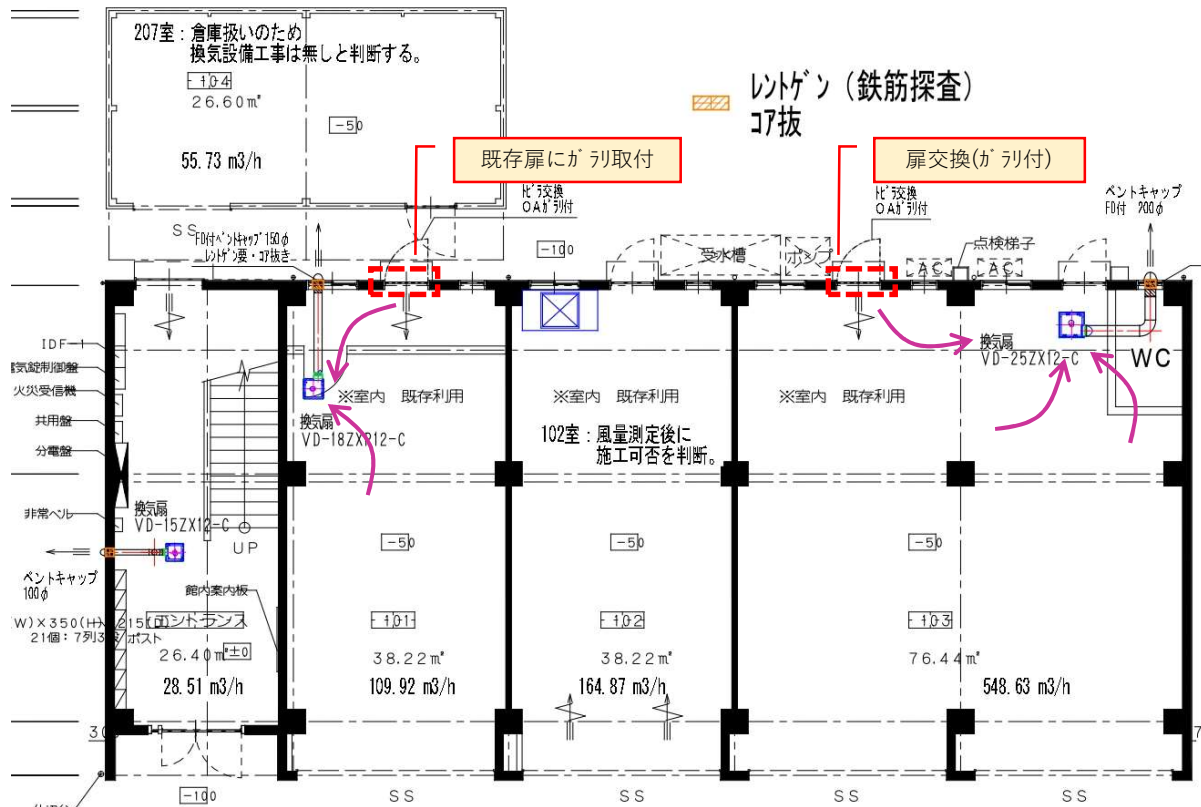 207室：倉庫扱いのため
換気設備工事は無しと判断する。
104
26.60㎡
-50
55.73 m3/h
レントゲン（鉄筋探査）
コア抜
既存扉にガラリ取付
扉交換(ガラリ付)
トビラ交換
OAガラリ付
トビラ交換
OAガラリ付
ベントキャップ
FD付 200φ
SS
FD付ベントキャップ150φ
レントゲン要・コア抜き
-100
受水槽
ポンプ
AC
点検梯子
AC
IDF-1
電気錠制御盤
火災受信機
共用盤
分電盤
非常ベル
換気扇
VD-18ZXP12-C
※室内 既存利用
※室内 既存利用
※室内 既存利用
換気扇
VD-25ZX12-C
WC
102室：風量測定後に
施工可否を判断。
換気扇
VD-15ZX12-C
UP
ベントキャップ
100φ
館内案内板
-50
-50
-50
W)×350(H)×215(D)
21個：7列3段 ポスト
エントランス
26.40㎡
±0
28.51 m3/h
101
38.22㎡
109.92 m3/h
102
38.22㎡
164.87 m3/h
103
76.44㎡
548.63 m3/h
30
7
-100
SS
SS
SS
SS